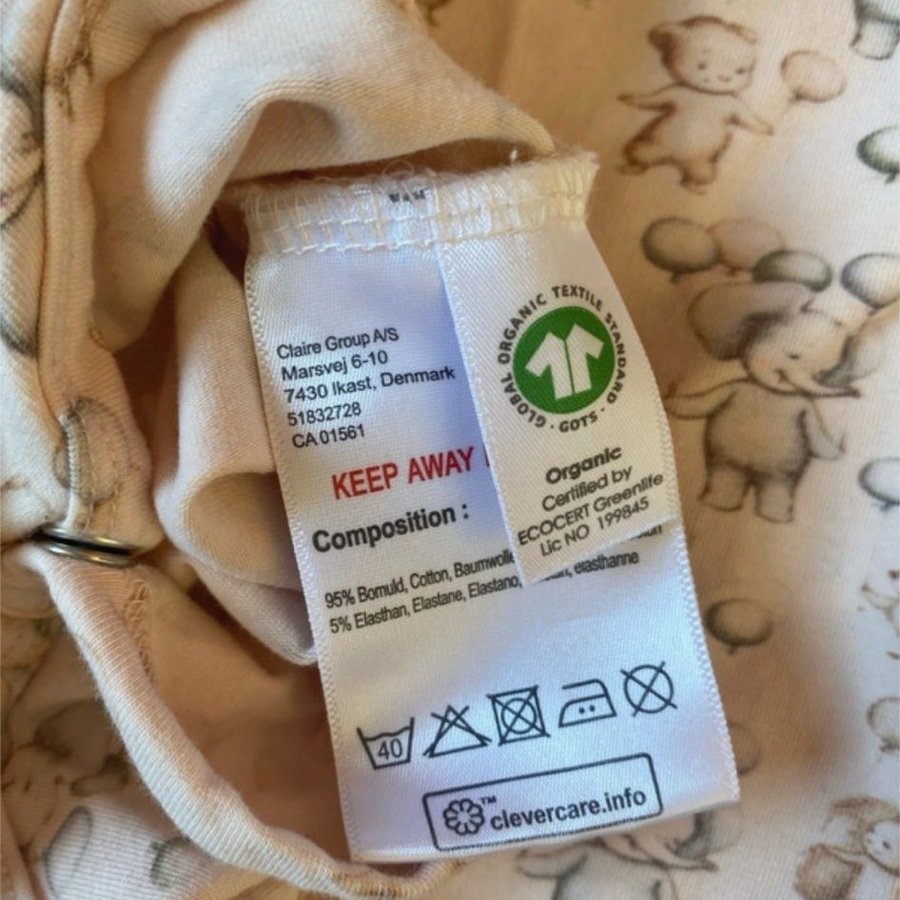 Claire Group A/S
Marsvej 6-10
7430 Ikast, Denmark
51832728
CA 01561
KEEP AWAY
Composition :
95% Bomuld, Cotton, Baumwolle
5% Elasthan, Elastane, Elastano, elasthanne
40
™
clevercare.info
GLOBAL ORGANIC TEXTILE STANDARD
· GOTS ·
Organic
Certified by
ECOCERT Greenlife
Lic NO 199845